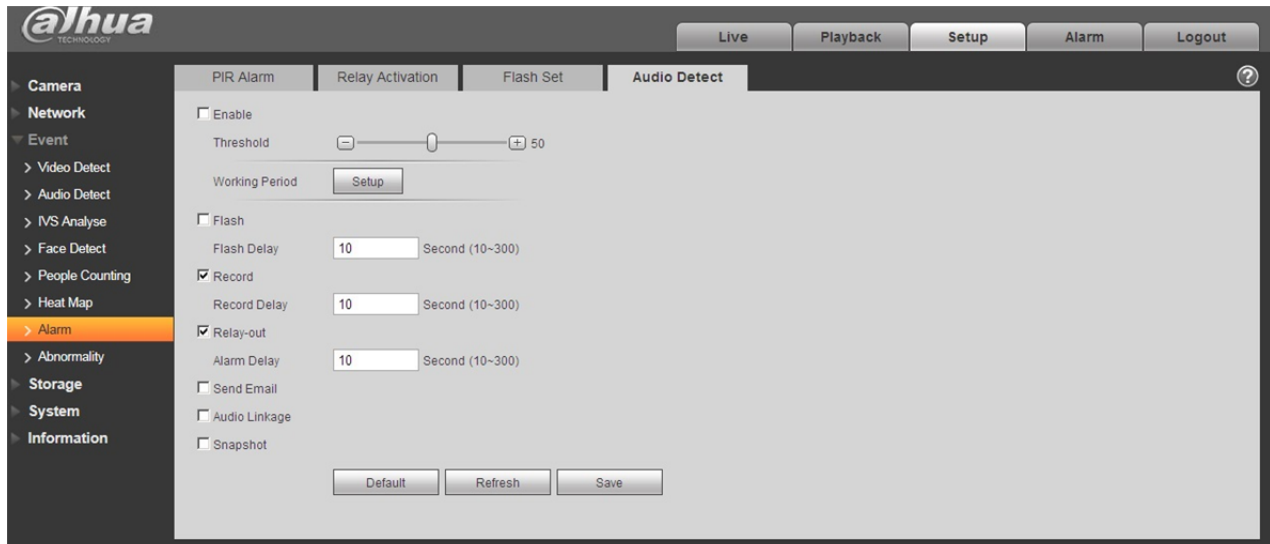 alhua
TECHNOLOGY
Live Playback Setup Alarm Logout
PIR Alarm Relay Activation Flash Set Audio Detect ?
Camera
Network
Event
> Video Detect
> Audio Detect
> IVS Analyse
> Face Detect
> People Counting
> Heat Map
> Alarm
> Abnormality
Storage
System
Information
Enable
Threshold 50
Working Period Setup
Flash
Flash Delay 10 Second (10~300)
Record
Record Delay 10 Second (10~300)
Relay-out
Alarm Delay 10 Second (10~300)
Send Email
Audio Linkage
Snapshot
Default Refresh Save